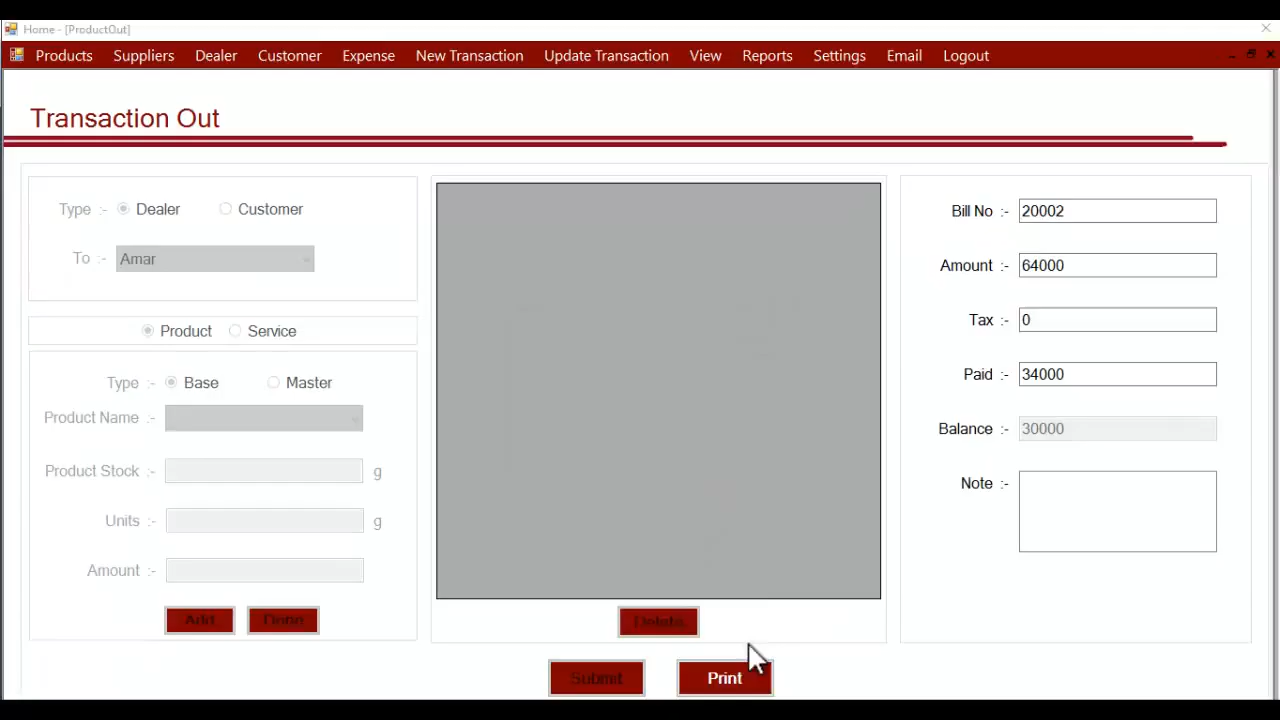 Home - [ProductOut]
Products Suppliers Dealer Customer Expense New Transaction Update Transaction View Reports Settings Email Logout
Transaction Out
Type :- Dealer Customer
To :- Amar
Product Service
Type :- Base Master
Product Name :-
Product Stock :- g
Units :- g
Amount :-
Add Done
Delete
Submit Print
Bill No :- 20002
Amount :- 64000
Tax :- 0
Paid :- 34000
Balance :- 30000
Note :-